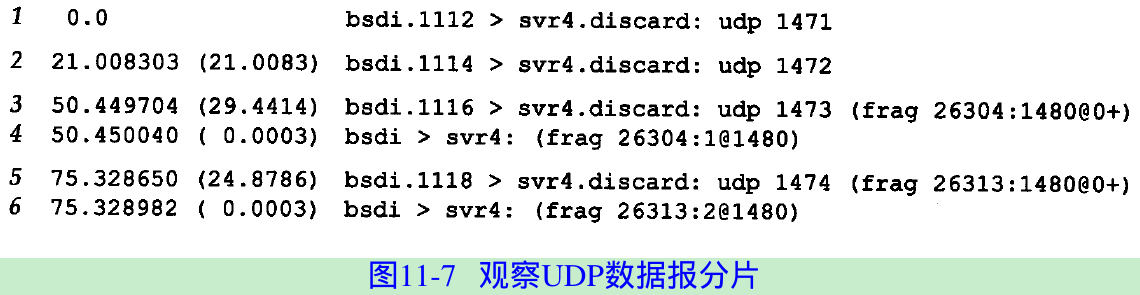 1 0.0 bsdi.1112 > svr4.discard: udp 1471
2 21.008303 (21.0083) bsdi.1114 > svr4.discard: udp 1472
3 50.449704 (29.4414) bsdi.1116 > svr4.discard: udp 1473 (frag 26304:1480@0+)
4 50.450040 ( 0.0003) bsdi > svr4: (frag 26304:1@1480)
5 75.328650 (24.8786) bsdi.1118 > svr4.discard: udp 1474 (frag 26313:1480@0+)
6 75.328982 ( 0.0003) bsdi > svr4: (frag 26313:2@1480)
图11-7 观察UDP数据报分片